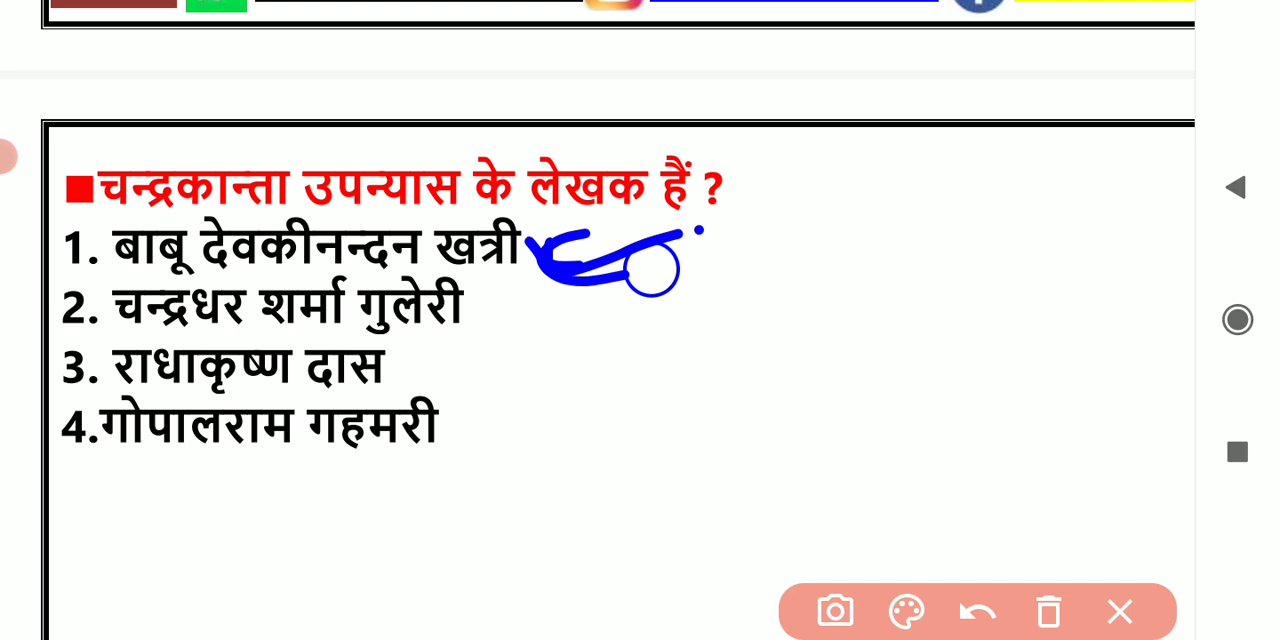 ■चन्द्रकान्ता उपन्यास के लेखक हैं ?
1. बाबू देवकीनन्दन खत्री
2. चन्द्रधर शर्मा गुलेरी
3. राधाकृष्ण दास
4.गोपालराम गहमरी